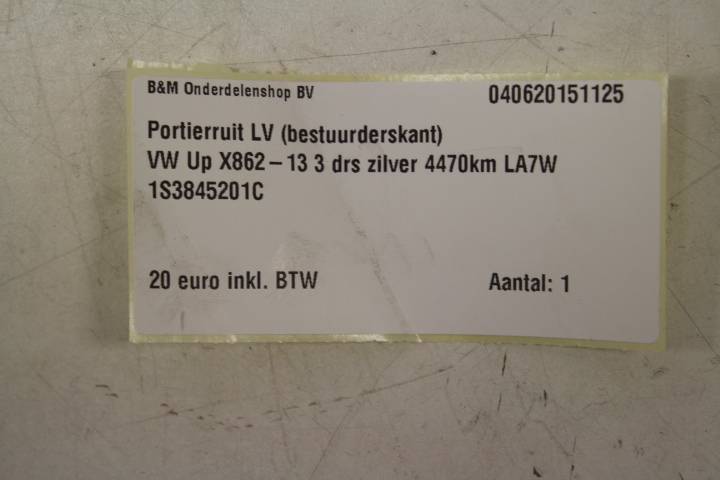 B&M Onderdelenshop BV 040620151125
Portierruit LV (bestuurderskant)
VW Up X862-13 3 drs zilver 4470km LA7W
1S3845201C
20 euro inkl. BTW Aantal: 1